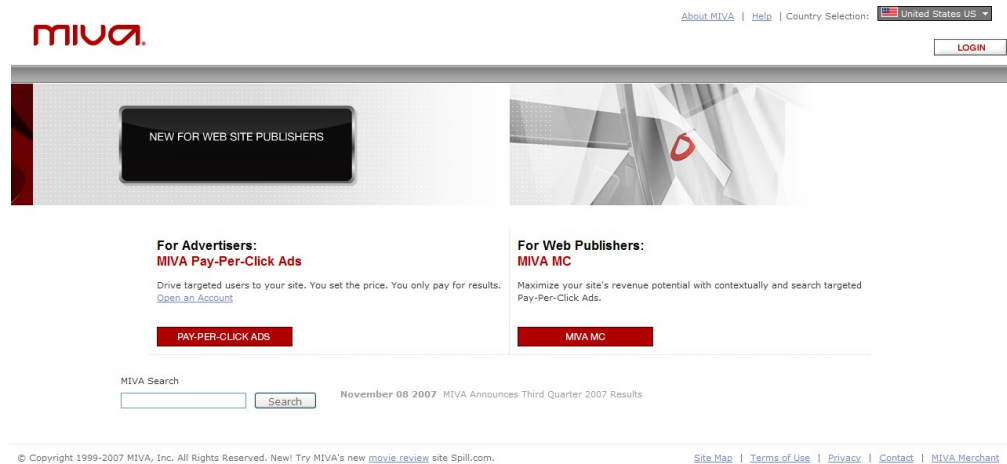 About MIVA | Help | Country Selection: United States US
miva.
LOGIN
NEW FOR WEB SITE PUBLISHERS
For Advertisers:
MIVA Pay-Per-Click Ads
Drive targeted users to your site. You set the price. You only pay for results.
Open an Account
PAY-PER-CLICK ADS
For Web Publishers:
MIVA MC
Maximize your site's revenue potential with contextually and search targeted
Pay-Per-Click Ads.
MIVA MC
MIVA Search
Search
November 08 2007 MIVA Announces Third Quarter 2007 Results
© Copyright 1999-2007 MIVA, Inc. All Rights Reserved. New! Try MIVA's new movie review site Spill.com.
Site Map | Terms of Use | Privacy | Contact | MIVA Merchant